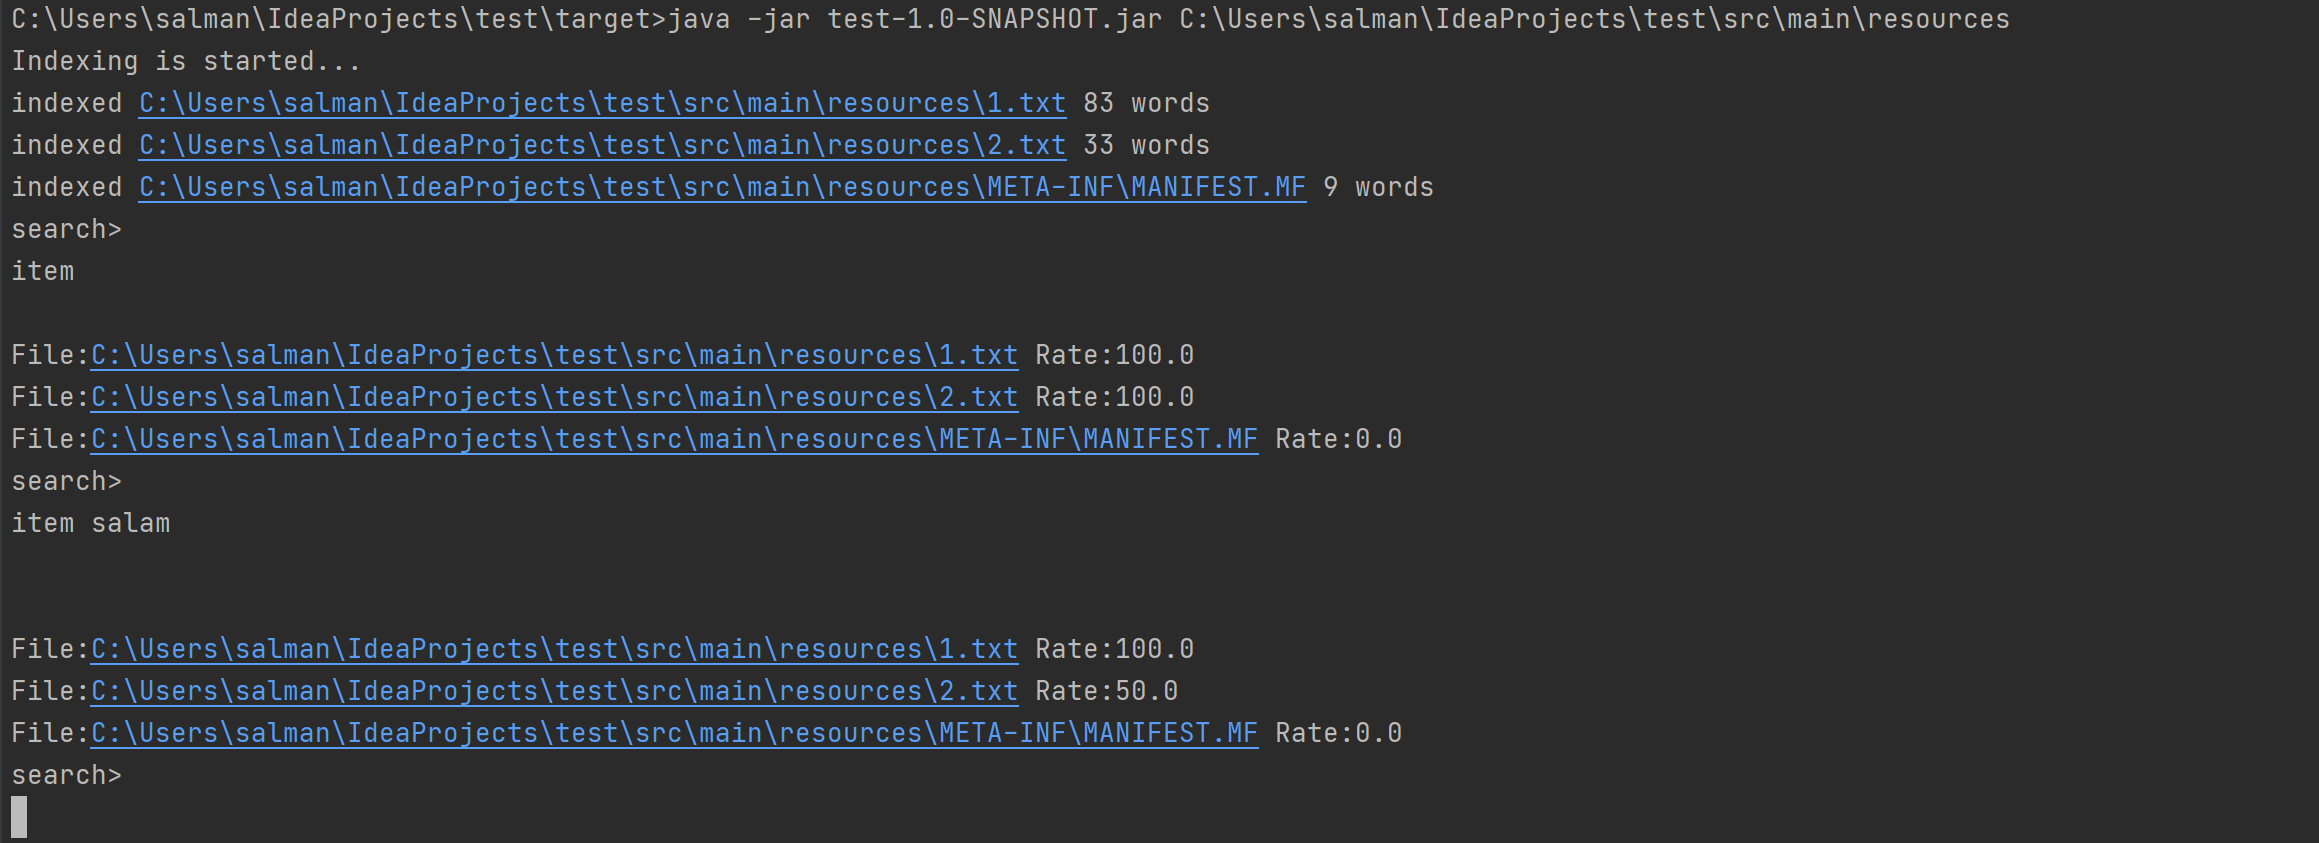 C:\Users\salman\IdeaProjects\test\target>java -jar test-1.0-SNAPSHOT.jar C:\Users\salman\IdeaProjects\test\src\main\resources
Indexing is started...
indexed C:\Users\salman\IdeaProjects\test\src\main\resources\1.txt 83 words
indexed C:\Users\salman\IdeaProjects\test\src\main\resources\2.txt 33 words
indexed C:\Users\salman\IdeaProjects\test\src\main\resources\META-INF\MANIFEST.MF 9 words
search>
item
File:C:\Users\salman\IdeaProjects\test\src\main\resources\1.txt Rate:100.0
File:C:\Users\salman\IdeaProjects\test\src\main\resources\2.txt Rate:100.0
File:C:\Users\salman\IdeaProjects\test\src\main\resources\META-INF\MANIFEST.MF Rate:0.0
search>
item salam
File:C:\Users\salman\IdeaProjects\test\src\main\resources\1.txt Rate:100.0
File:C:\Users\salman\IdeaProjects\test\src\main\resources\2.txt Rate:50.0
File:C:\Users\salman\IdeaProjects\test\src\main\resources\META-INF\MANIFEST.MF Rate:0.0
search>